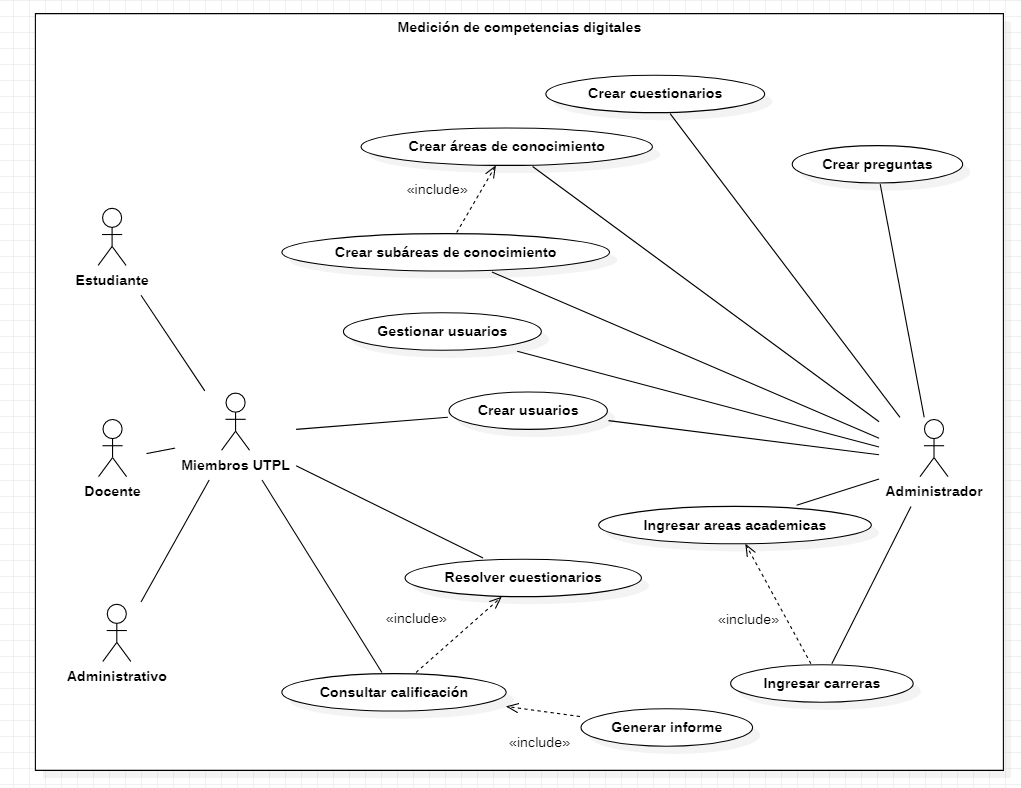 Medición de competencias digitales
Crear cuestionarios
Crear áreas de conocimiento
Crear preguntas
«include»
Crear subáreas de conocimiento
Estudiante
Gestionar usuarios
Crear usuarios
Miembros UTPL
Docente
Administrador
Ingresar areas academicas
Resolver cuestionarios
«include»
«include»
Administrativo
Ingresar carreras
Consultar calificación
Generar informe
«include»